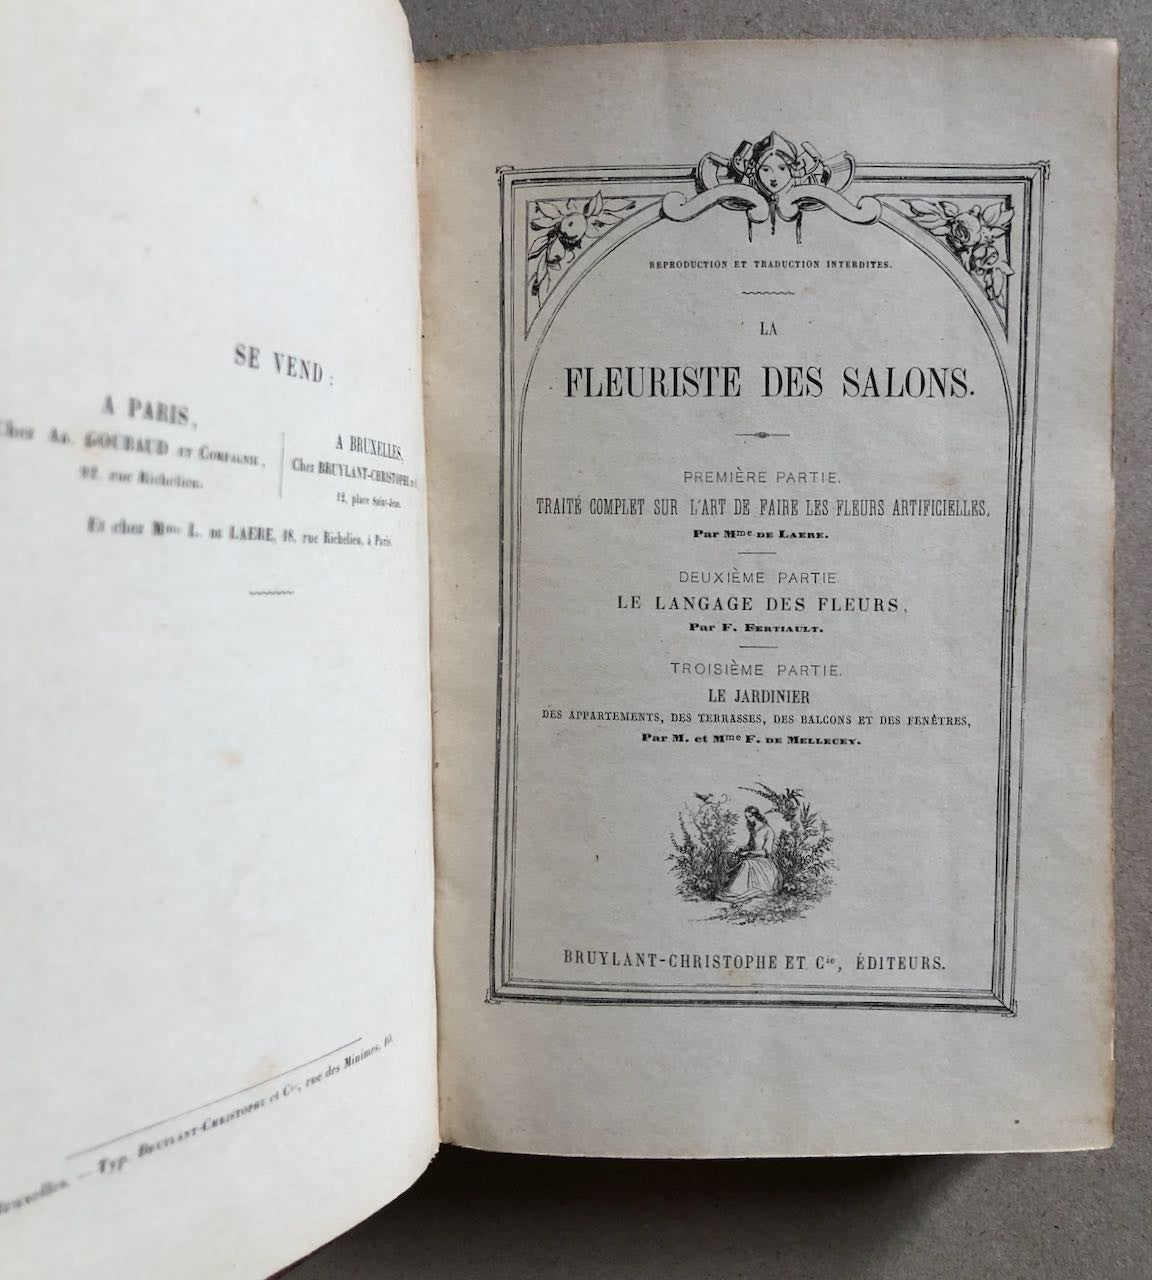 SE VEND :
A PARIS,
Chez Ad. GOUBAUD ET COMPAGNIE,
92, rue Richelieu.
A BRUXELLES,
Chez BRUYLANT-CHRISTOPHE
12, place Saint-Jean.
Et chez Mme L. DE LAERE, 18, rue Richelieu, à Paris.
Bruxelles. — Typ. BRUYLANT-CHRISTOPHE et Cie, rue des Minimes, 10.
REPRODUCTION ET TRADUCTION INTERDITES.
LA
FLEURISTE DES SALONS.
PREMIÈRE PARTIE.
TRAITÉ COMPLET SUR L'ART DE FAIRE LES FLEURS ARTIFICIELLES,
Par Mme DE LAERE.
DEUXIÈME PARTIE.
LE LANGAGE DES FLEURS,
Par F. FERTIAULT.
TROISIÈME PARTIE.
LE JARDINIER
DES APPARTEMENTS, DES TERRASSES, DES BALCONS ET DES FENÊTRES,
Par M. et Mme F. DE MELLECEY.
BRUYLANT-CHRISTOPHE ET Cie, ÉDITEURS.